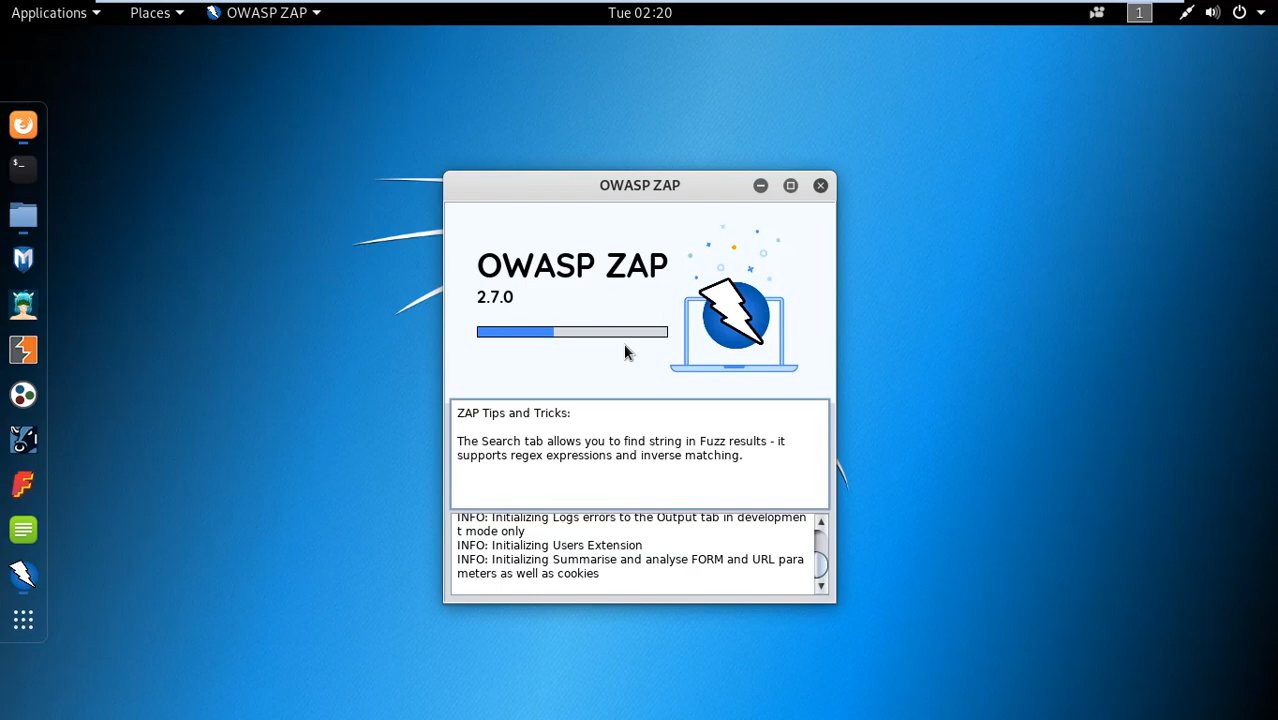 Applications Places OWASP ZAP Tue 02:20 1
OWASP ZAP
OWASP ZAP
2.7.0
ZAP Tips and Tricks:
The Search tab allows you to find string in Fuzz results - it
supports regex expressions and inverse matching.
INFO: Initializing Logs errors to the Output tab in developmen
t mode only
INFO: Initializing Users Extension
INFO: Initializing Summarise and analyse FORM and URL para
meters as well as cookies